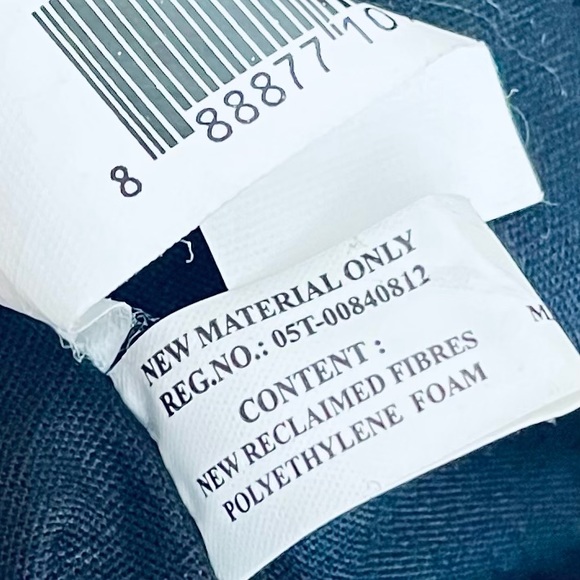 8 88877 10
NEW MATERIAL ONLY
REG.NO.: 05T-00840812
CONTENT :
NEW RECLAIMED FIBRES
POLYETHYLENE FOAM